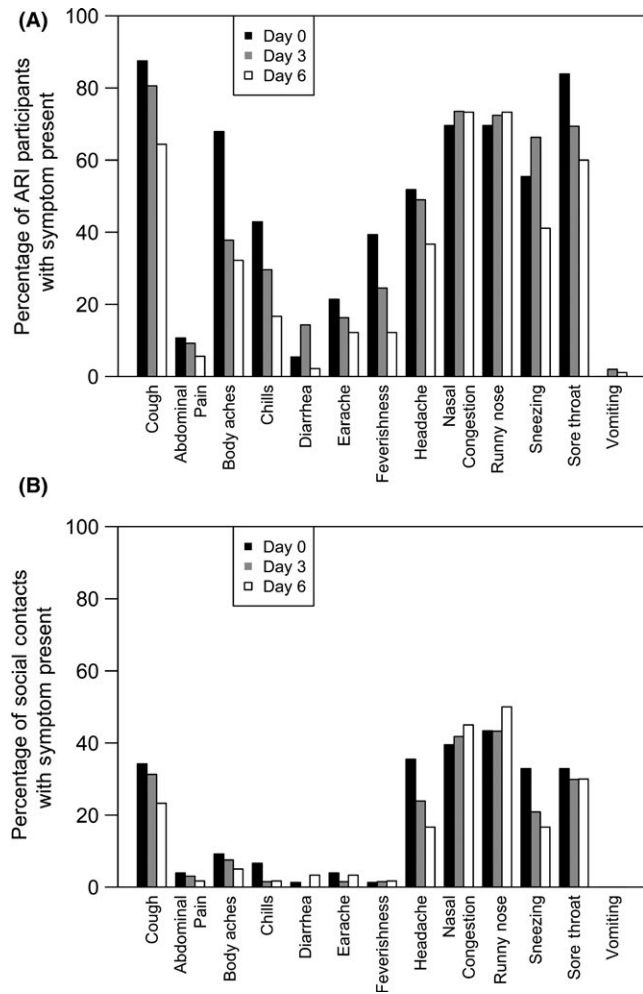 (A)
Percentage of ARI participants
with symptom present
100
80
60
40
20
0
Day 0
Day 3
Day 6
Cough
Abdominal
Pain
Body aches
Chills
Diarrhea
Earache
Feverishness
Headache
Nasal
Congestion
Runny nose
Sneezing
Sore throat
Vomiting
(B)
Percentage of social contacts
with symptom present
100
80
60
40
20
0
Day 0
Day 3
Day 6
Cough
Abdominal
Pain
Body aches
Chills
Diarrhea
Earache
Feverishness
Headache
Nasal
Congestion
Runny nose
Sneezing
Sore throat
Vomiting